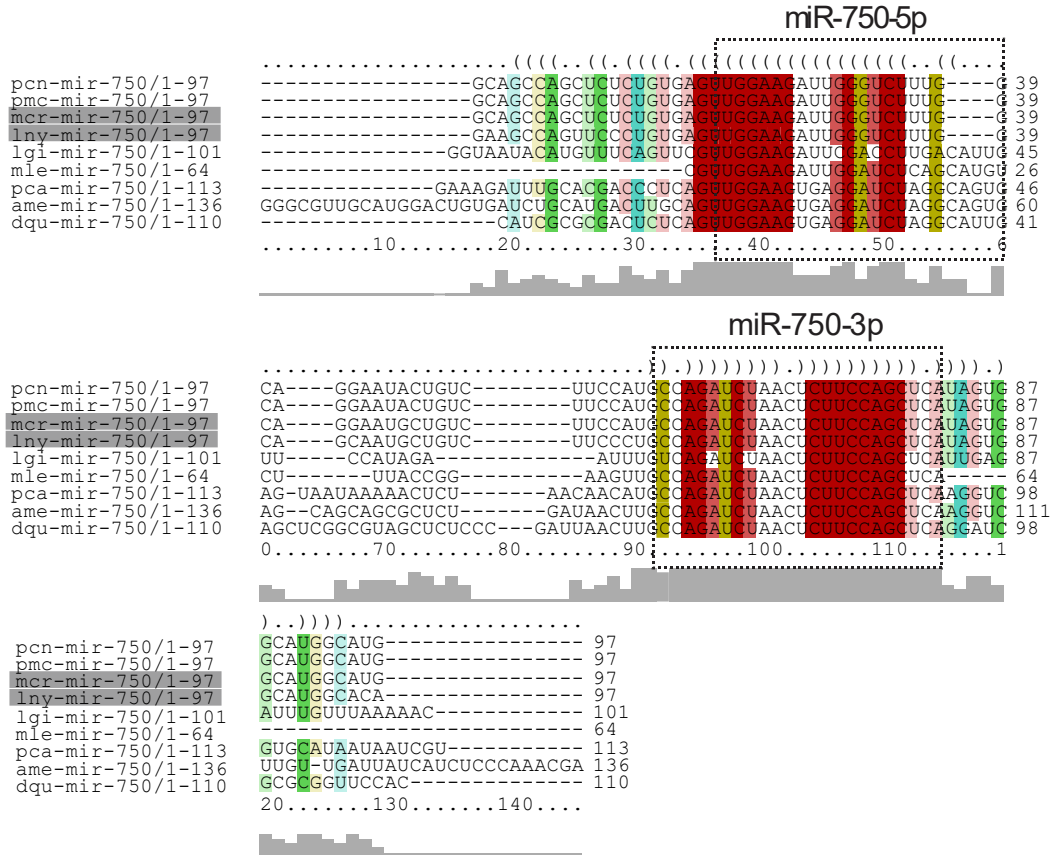 miR-750-5p
....................((((..((..((((.(((((((((((((((((..((....
pcn-mir-750/1-97 -----------------GCAGCCAGCUCUCUGUGAGUUGGAAGAUUGGGUCUUUG----G 39
pmc-mir-750/1-97 -----------------GCAGCCAGCUCUCUGUGAGUUGGAAGAUUGGGUCUUUG----G 39
mcr-mir-750/1-97 -----------------GCAGCCAGCUCUCUGUGAGUUGGAAGAUUGGGUCUUUG----G 39
lny-mir-750/1-97 -----------------GAAGCCAGUUCCCUGUGAGUUGGAAGAUUGGGUCUUUG----G 39
lgi-mir-750/1-101 ---------------GGUAAUACAUGUUUCAGUUCGUUGGAAGAUUCGACCUUGACAUUG 45
mle-mir-750/1-64 ----------------------------------CGUUGGAAGAUUGGAUCUCAGCAUGU 26
pca-mir-750/1-113 --------------GAAAGAUUUGCACGACCCUCAGUUGGAAGUGAGGAUCUAGGCAGUG 46
ame-mir-750/1-136 GGGCGUUGCAUGGACUGUGAUCUGCAUGACUUGCAGUUGGAAGUGAGGAUCUAGGCAGUG 60
dqu-mir-750/1-110 -------------------CAUCGCGCGACUCUCAGUUGGAAGUGAGGAUCUAGGCAUUG 41
.........10........20........30........40........50........6
miR-750-3p
...............................)).))))))))..)))))))))).)))).
pcn-mir-750/1-97 CA----GGAAUACUGUC--------UUCCAUGCCAGAUCUAACUCUUCCAGCUCAUAGUG 87
pmc-mir-750/1-97 CA----GGAAUACUGUC--------UUCCAUGCCAGAUCUAACUCUUCCAGCUCAUAGUG 87
mcr-mir-750/1-97 CA----GGAAUGCUGUC--------UUCCAUGCCAGAUCUAACUCUUCCAGCUCAUAGUG 87
lny-mir-750/1-97 CA----GCAAUGCUGUC--------UUCCCUGCCAGAUCUAACUCUUCCAGCUCAUAGUG 87
lgi-mir-750/1-101 UU-----CCAUAGA-------------AUUUGUCAGAUCUAACUCUUCCAGCUCAUUGAG 87
mle-mir-750/1-64 CU-------UUACCGG----------AAGUUGCCAGAUCUAACUCUUCCAGCUCA----- 64
pca-mir-750/1-113 AG-UAAUAAAAACUCU-------AACAACAUGCCAGAUCUAACUCUUCCAGCUCAAGGUC 98
ame-mir-750/1-136 AG--CAGCAGCGCUCU-------GAUAACUUGCCAGAUCUAACUCUUCCAGCUCAAGGUC 111
dqu-mir-750/1-110 AGCUCGGCGUAGCUCUCCC---GAUUAACUUGCCAGAUCUAACUCUUCCAGCUCAGGAUC 98
0........70........80........90........100.......110.......1
)..))))...................
pcn-mir-750/1-97 GCAUGGCAUG---------------- 97
pmc-mir-750/1-97 GCAUGGCAUG---------------- 97
mcr-mir-750/1-97 GCAUGGCAUG---------------- 97
lny-mir-750/1-97 GCAUGGCACA---------------- 97
lgi-mir-750/1-101 AUUUGUUUAAAAAC------------ 101
mle-mir-750/1-64 -------------------------- 64
pca-mir-750/1-113 GUGCAUAAUAAUCGU----------- 113
ame-mir-750/1-136 UUGU-UGAUUAUCAUCUCCCAAACGA 136
dqu-mir-750/1-110 GCGCGGUUCCAC-------------- 110
20.......130.......140....